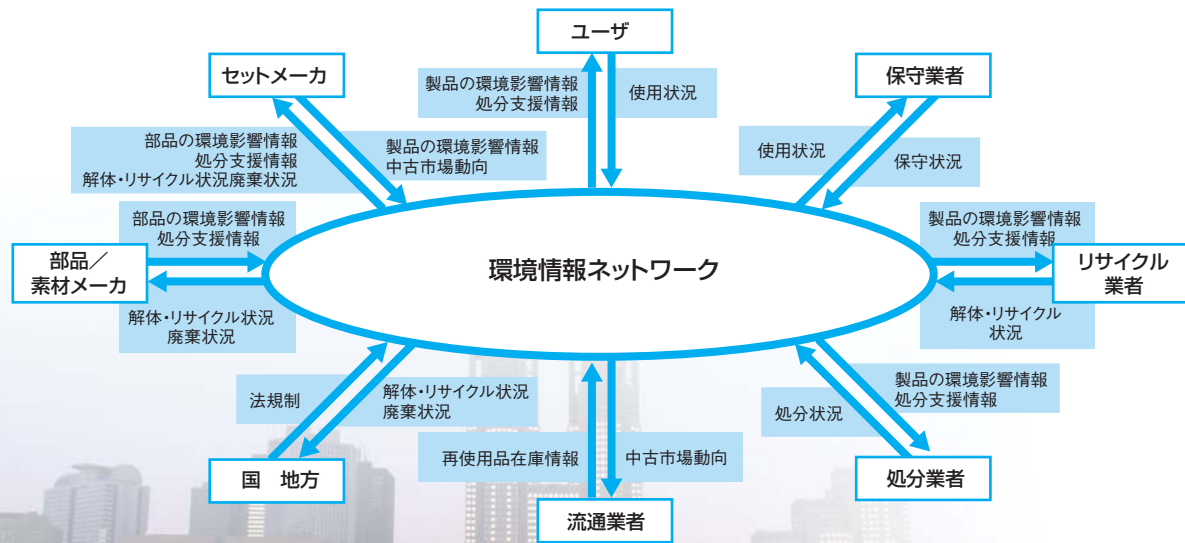 ユーザ
セットメーカ
保守業者
製品の環境影響情報
処分支援情報
使用状況
部品の環境影響情報
処分支援情報
解体・リサイクル状況廃棄状況
製品の環境影響情報
中古市場動向
使用状況
保守状況
部品の環境影響情報
処分支援情報
製品の環境影響情報
処分支援情報
部品／
素材メーカ
環境情報ネットワーク
リサイクル
業者
解体・リサイクル状況
廃棄状況
解体・リサイクル
状況
法規制
解体・リサイクル状況
廃棄状況
製品の環境影響情報
処分支援情報
処分状況
再使用品在庫情報
中古市場動向
国　地方
処分業者
流通業者